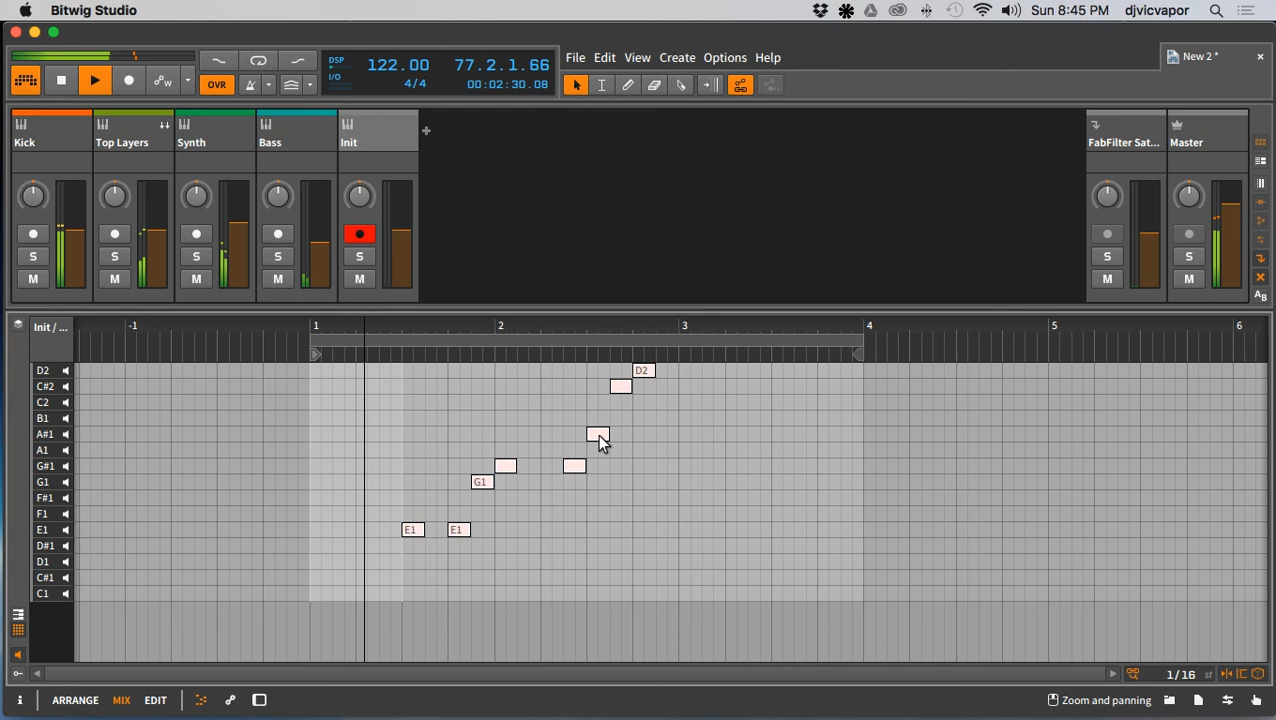 Bitwig Studio
Sun 8:45 PM
djvicvapor
DSP
I/O
122.00
4/4
77.2.1.66
00:02:30.08
OVR
File
Edit
View
Create
Options
Help
New 2 *
Kick
Top Layers
Synth
Bass
Init
FabFilter Sat...
Master
S
S
S
S
S
S
S
M
M
M
M
M
M
M
A B
Init / ...
-1
1
2
3
4
5
6
D2
D2
C#2
C2
B1
A#1
A1
G#1
G1
G1
F#1
F1
E1
E1
E1
D#1
D1
C#1
C1
1/16
st
i
ARRANGE
MIX
EDIT
Zoom and panning